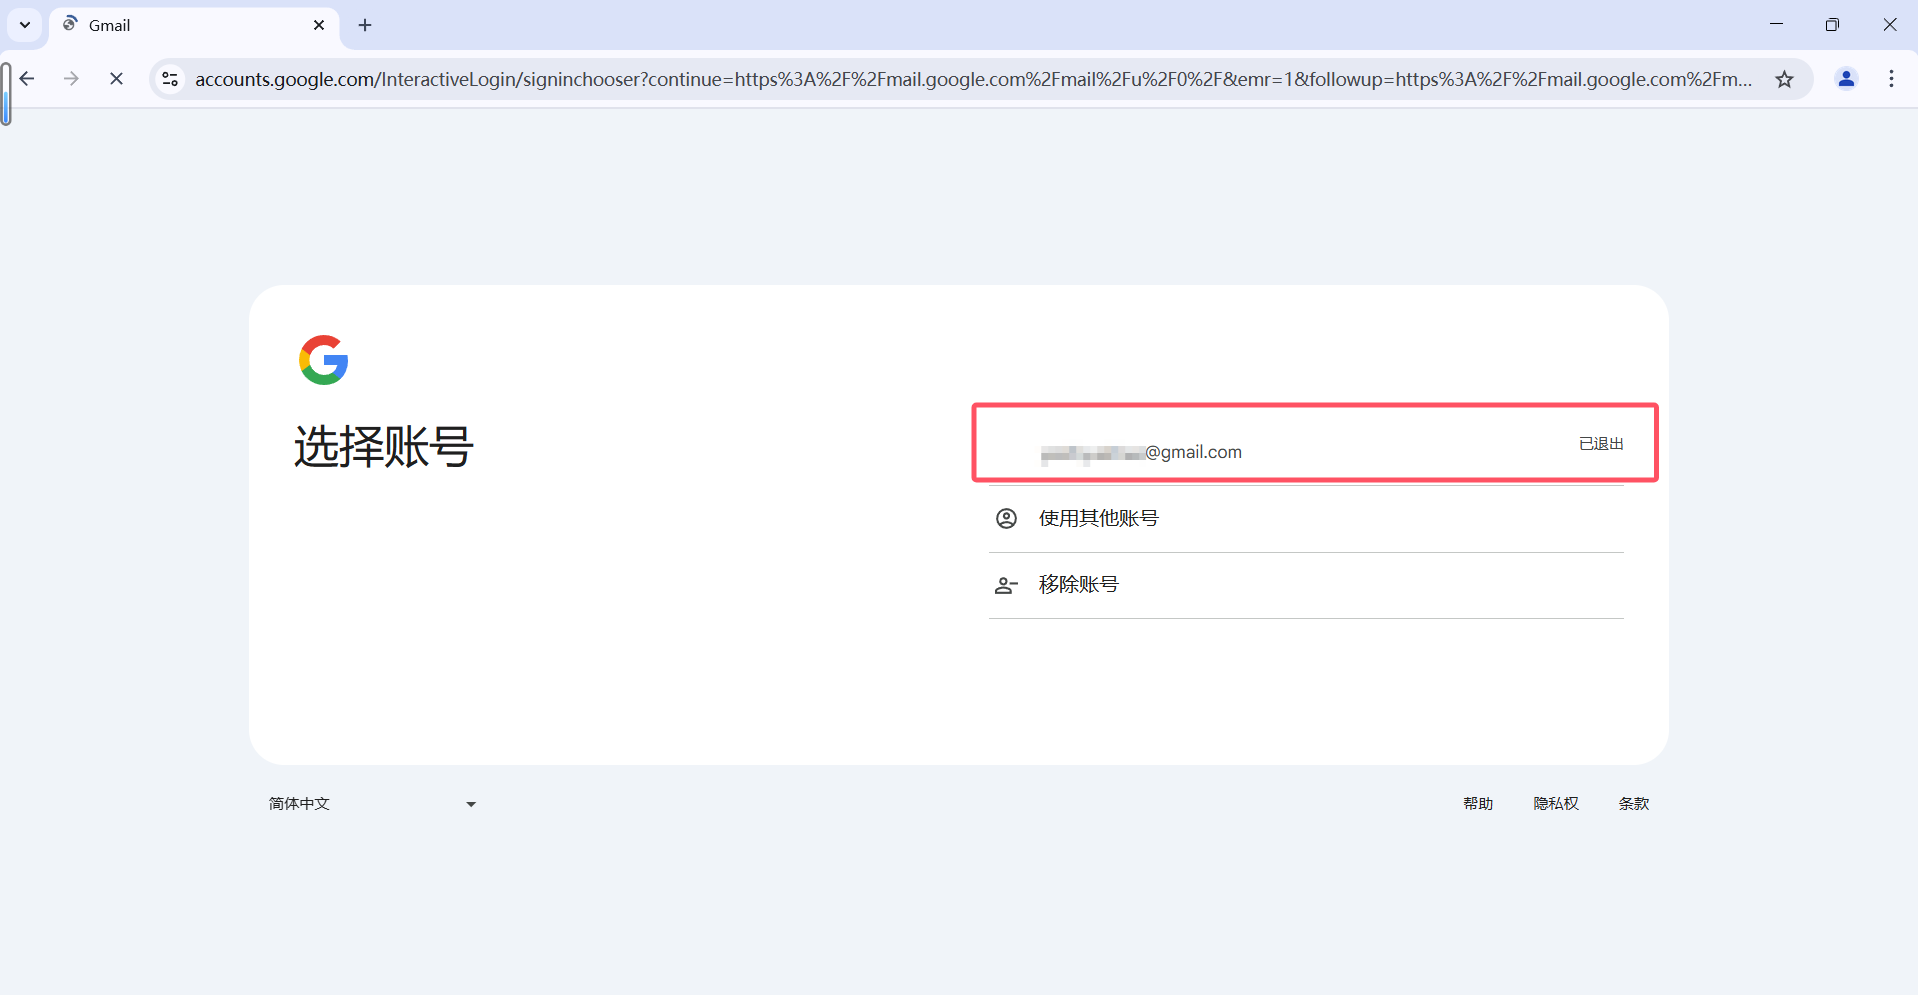 Gmail
accounts.google.com/InteractiveLogin/signinchooser?continue=https%3A%2F%2Fmail.google.com%2Fmail%2Fu%2F0%2F&emr=1&followup=https%3A%2F%2Fmail.google.com%2Fm...
选择账号
@gmail.com
已退出
使用其他账号
移除账号
简体中文
帮助
隐私权
条款